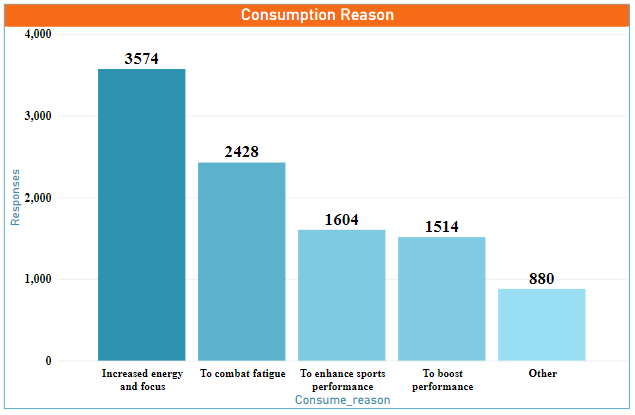 Consumption Reason
4,000
3,000
2,000
1,000
0
Responses
3574
2428
1604
1514
880
Increased energy
and focus
To combat fatigue
To enhance sports
performance
To boost
performance
Other
Consume_reason